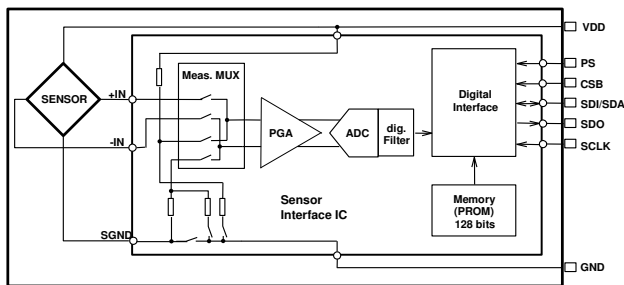 VDD
PS
CSB
SDI/SDA
SDO
SCLK
GND
SENSOR
+IN
-IN
SGND
Meas. MUX
PGA
ADC
dig.
Filter
Digital
Interface
Memory
(PROM)
128 bits
Sensor
Interface IC